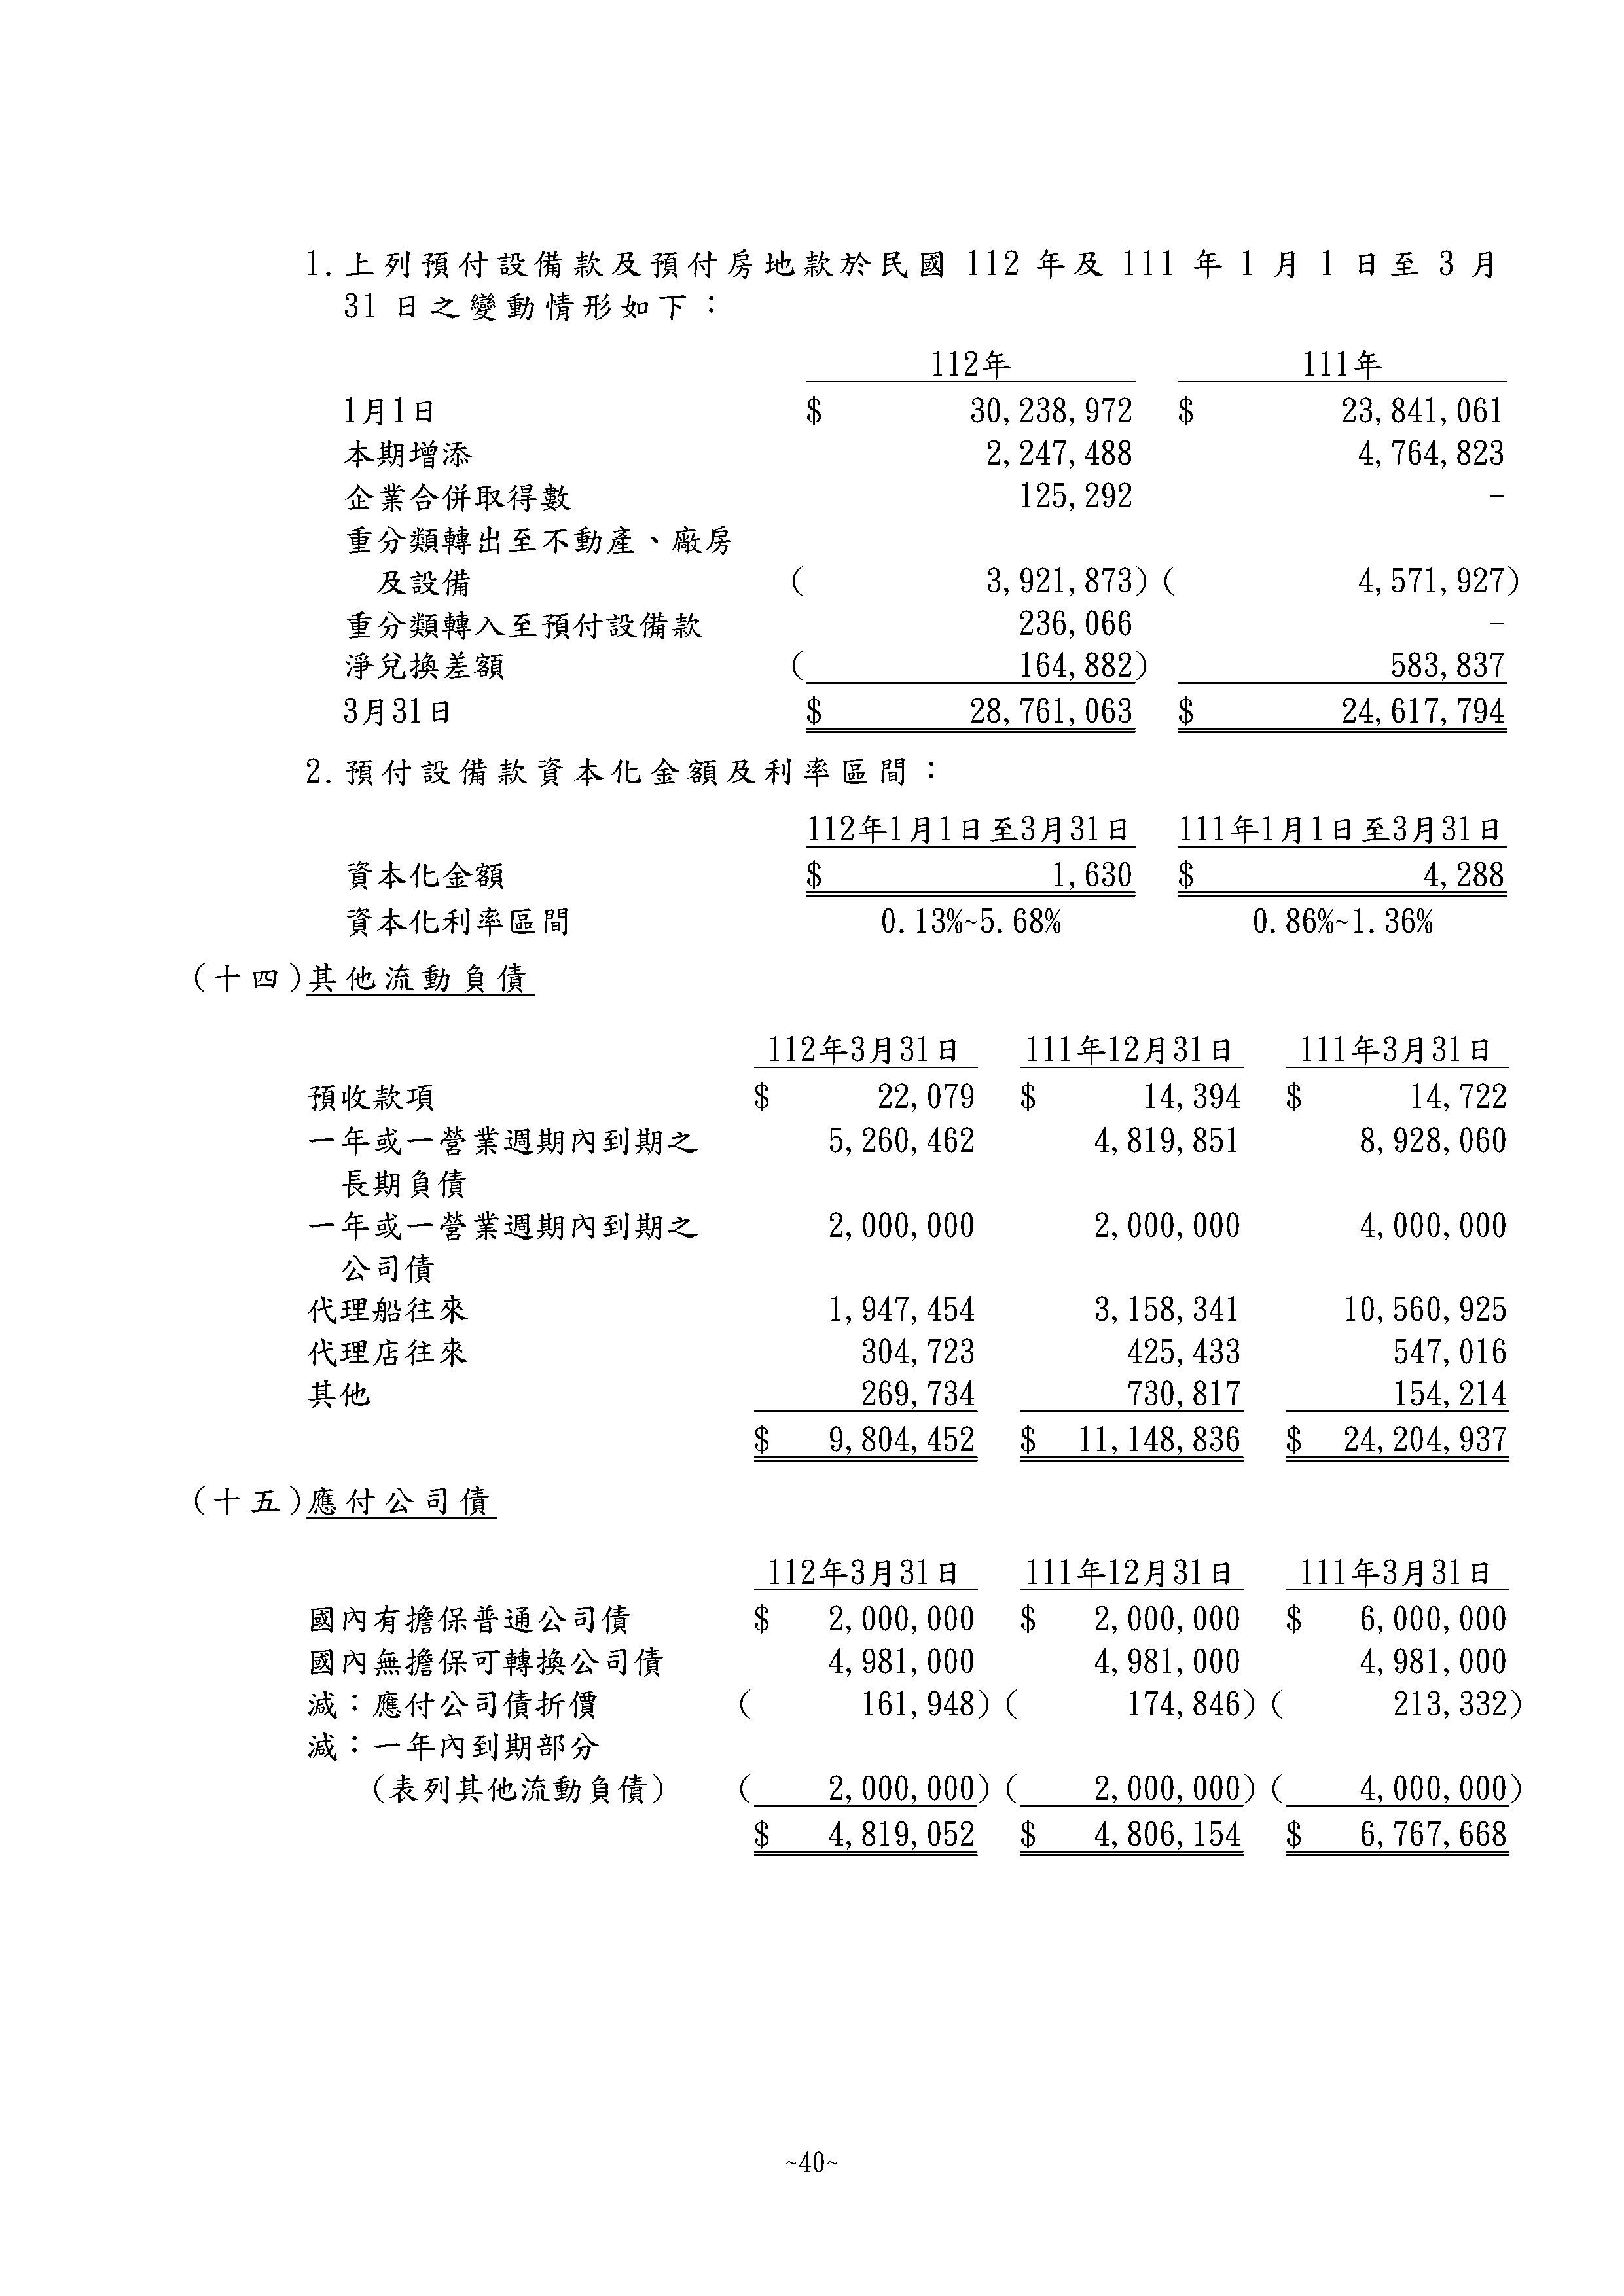 1. 上列預付設備款及預付房地款於民國 112 年及 111 年 1 月 1 日至 3 月
31 日之變動情形如下：
112年 111年
1月1日 $ 30,238,972 $ 23,841,061
本期增添 2,247,488 4,764,823
企業合併取得數 125,292 -
重分類轉出至不動產、廠房
及設備 ( 3,921,873) ( 4,571,927)
重分類轉入至預付設備款 236,066 -
淨兌換差額 ( 164,882) 583,837
3月31日 $ 28,761,063 $ 24,617,794
2. 預付設備款資本化金額及利率區間：
112年1月1日至3月31日 111年1月1日至3月31日
資本化金額 $ 1,630 $ 4,288
資本化利率區間 0.13%~5.68% 0.86%~1.36%
(十四)其他流動負債
112年3月31日 111年12月31日 111年3月31日
預收款項 $ 22,079 $ 14,394 $ 14,722
一年或一營業週期內到期之 5,260,462 4,819,851 8,928,060
長期負債
一年或一營業週期內到期之 2,000,000 2,000,000 4,000,000
公司債
代理船往來 1,947,454 3,158,341 10,560,925
代理店往來 304,723 425,433 547,016
其他 269,734 730,817 154,214
$ 9,804,452 $ 11,148,836 $ 24,204,937
(十五)應付公司債
112年3月31日 111年12月31日 111年3月31日
國內有擔保普通公司債 $ 2,000,000 $ 2,000,000 $ 6,000,000
國內無擔保可轉換公司債 4,981,000 4,981,000 4,981,000
減：應付公司債折價 ( 161,948) ( 174,846) ( 213,332)
減：一年內到期部分
(表列其他流動負債) ( 2,000,000) ( 2,000,000) ( 4,000,000)
$ 4,819,052 $ 4,806,154 $ 6,767,668
~40~